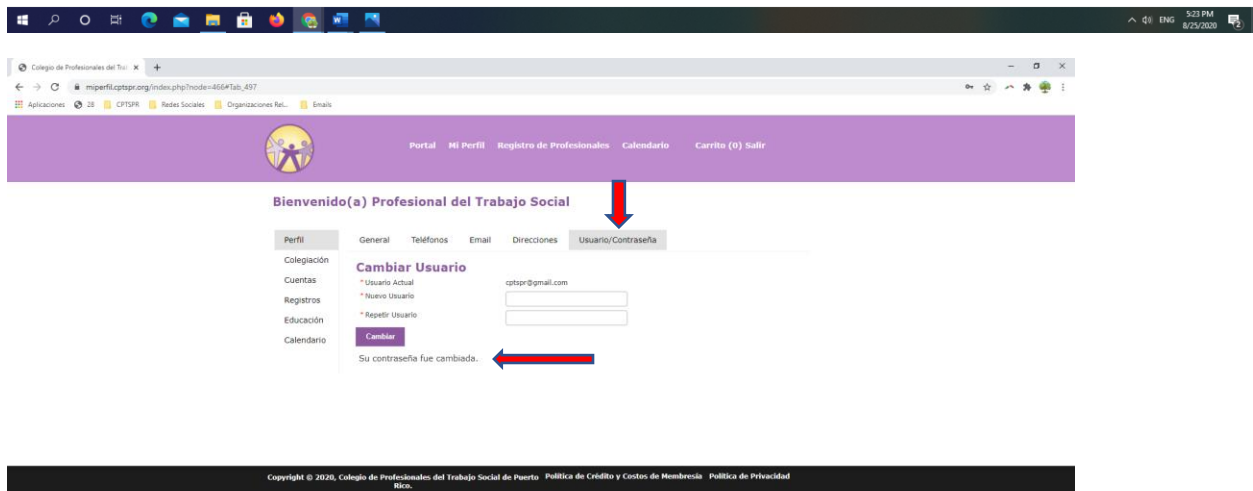 ENG
5:23 PM
8/25/2020
2
Colegio de Profesionales del Tra
miperfil.cptspr.org/index.php?node=466#Tab_497
Aplicaciones 28 CPTSPR Redes Sociales Organizaciones Rel... Emails
Portal Mi Perfil Registro de Profesionales Calendario Carrito (0) Salir
Bienvenido(a) Profesional del Trabajo Social
Perfil General Teléfonos Email Direcciones Usuario/Contraseña
Colegiación
Cambiar Usuario
Cuentas
* Usuario Actual cptspr@gmail.com
Registros
* Nuevo Usuario
Educación
* Repetir Usuario
Calendario
Cambiar
Su contraseña fue cambiada.
Copyright © 2020, Colegio de Profesionales del Trabajo Social de Puerto Política de Crédito y Costos de Membresía Política de Privacidad
Rico.